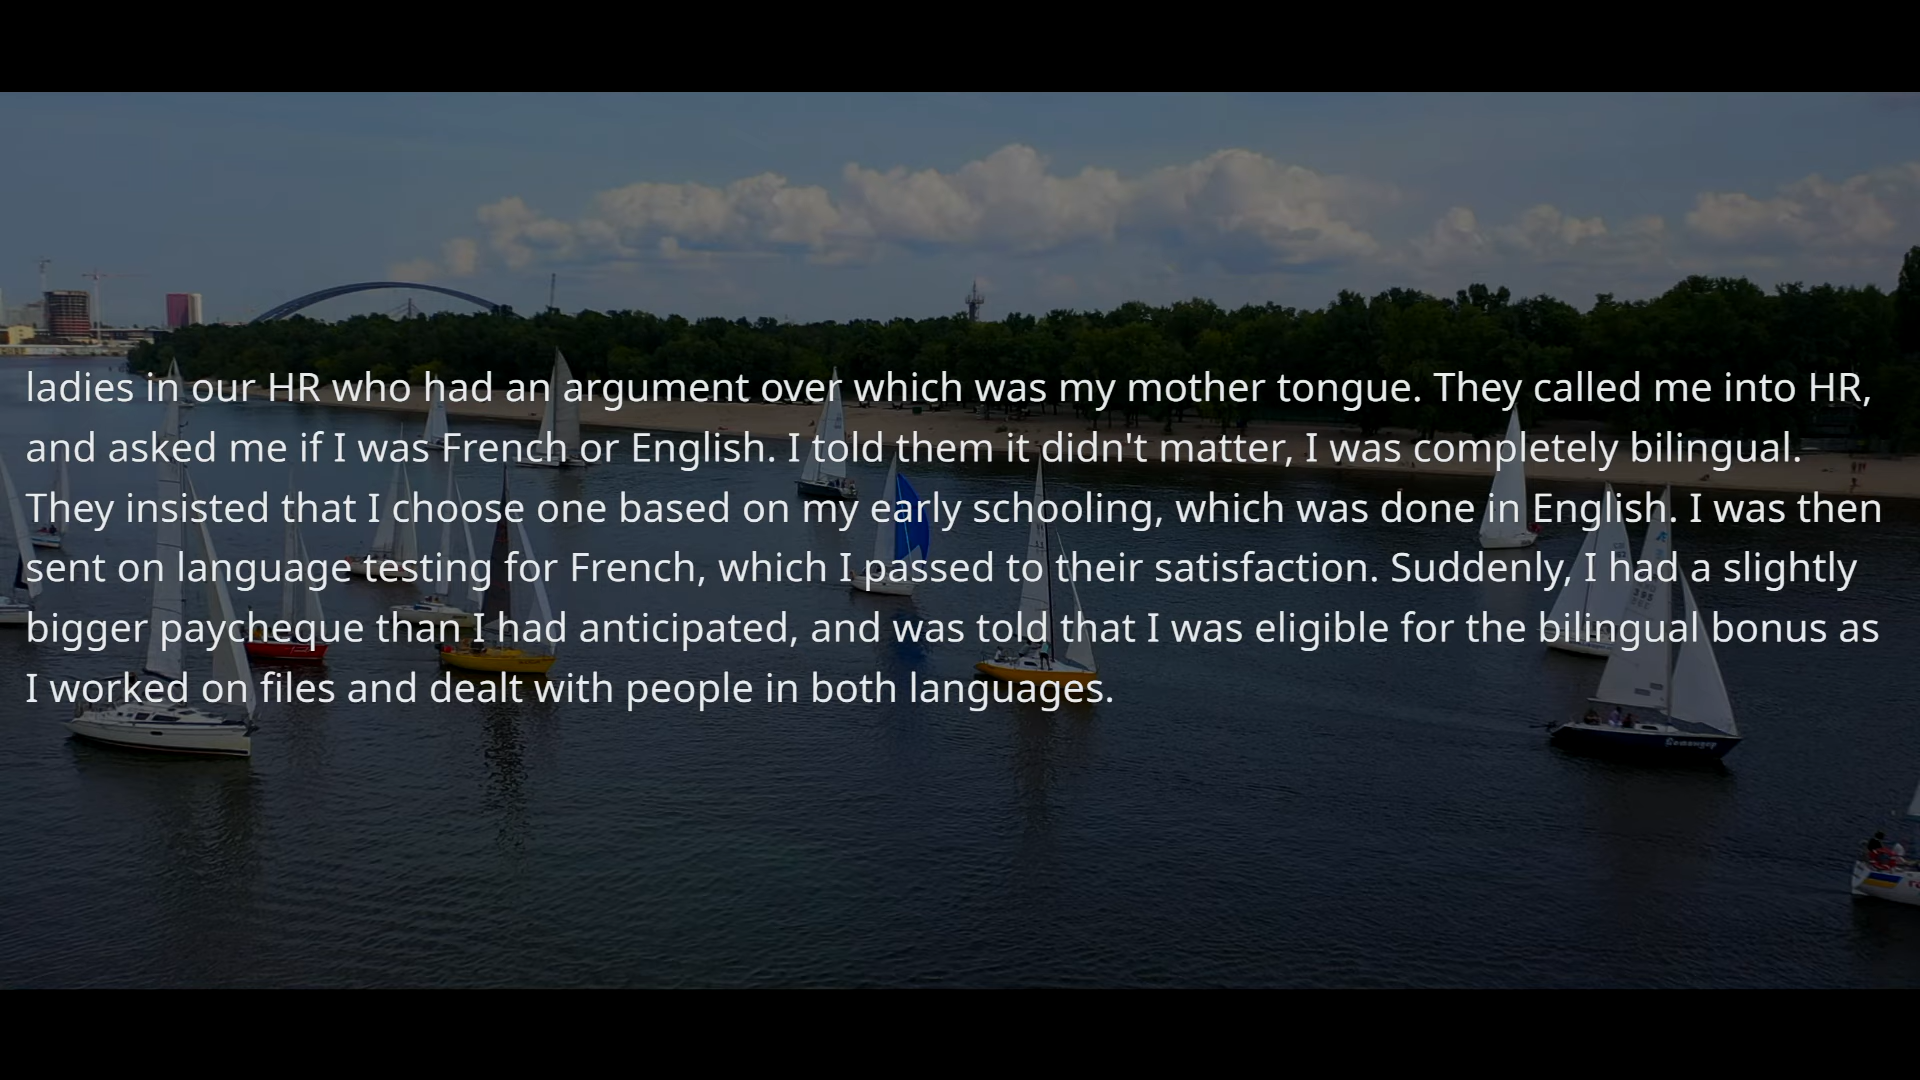 ladies in our HR who had an argument over which was my mother tongue. They called me into HR,
and asked me if I was French or English. I told them it didn't matter, I was completely bilingual.
They insisted that I choose one based on my early schooling, which was done in English. I was then
sent on language testing for French, which I passed to their satisfaction. Suddenly, I had a slightly
bigger paycheque than I had anticipated, and was told that I was eligible for the bilingual bonus as
I worked on files and dealt with people in both languages.